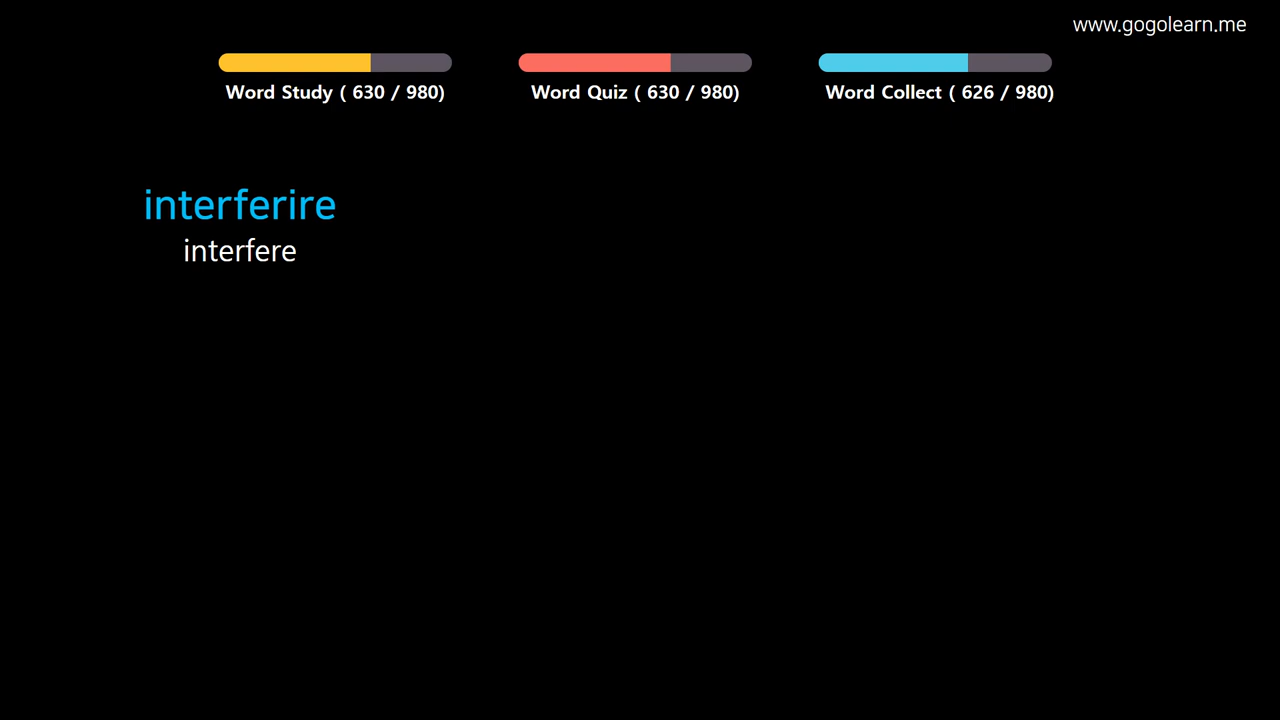 www.gogolearn.me
Word Study ( 630 / 980)
Word Quiz ( 630 / 980)
Word Collect ( 626 / 980)
interferire
interfere